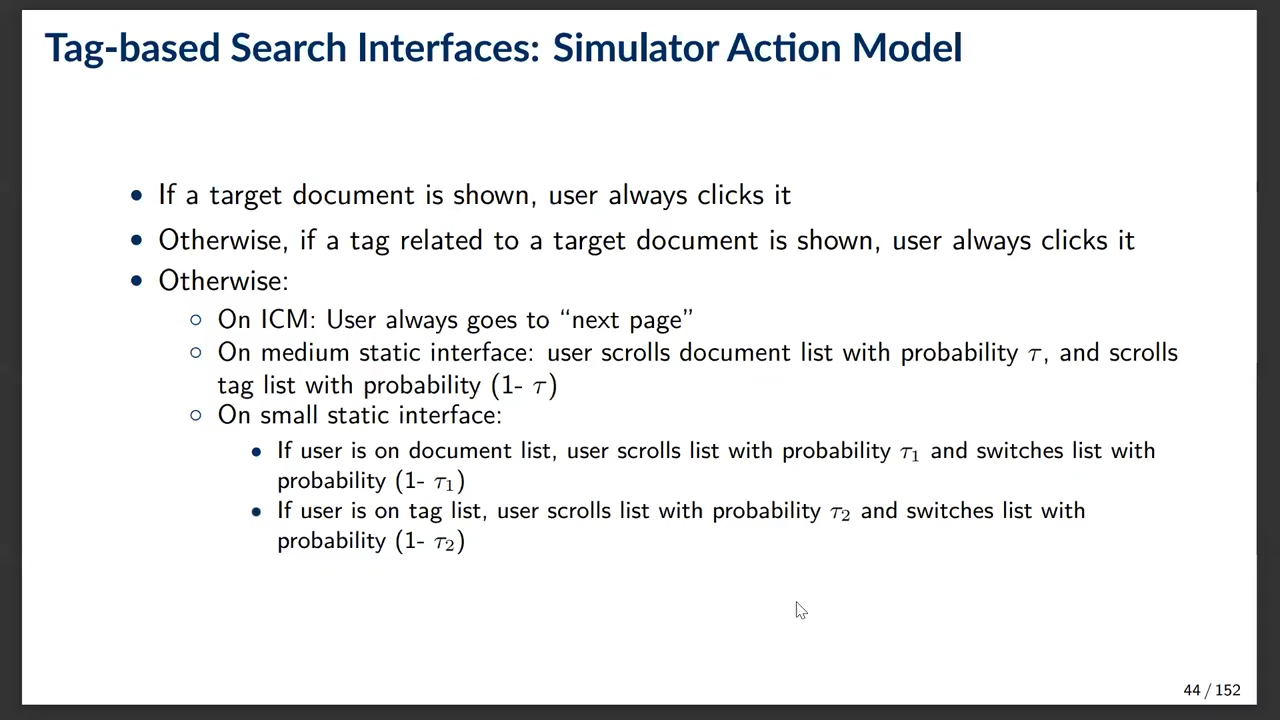 Tag-based Search Interfaces: Simulator Action Model
• If a target document is shown, user always clicks it
• Otherwise, if a tag related to a target document is shown, user always clicks it
• Otherwise:
○ On ICM: User always goes to “next page”
○ On medium static interface: user scrolls document list with probability τ, and scrolls
tag list with probability (1- τ)
○ On small static interface:
• If user is on document list, user scrolls list with probability τ₁ and switches list with
probability (1- τ₁)
• If user is on tag list, user scrolls list with probability τ₂ and switches list with
probability (1- τ₂)
44 / 152